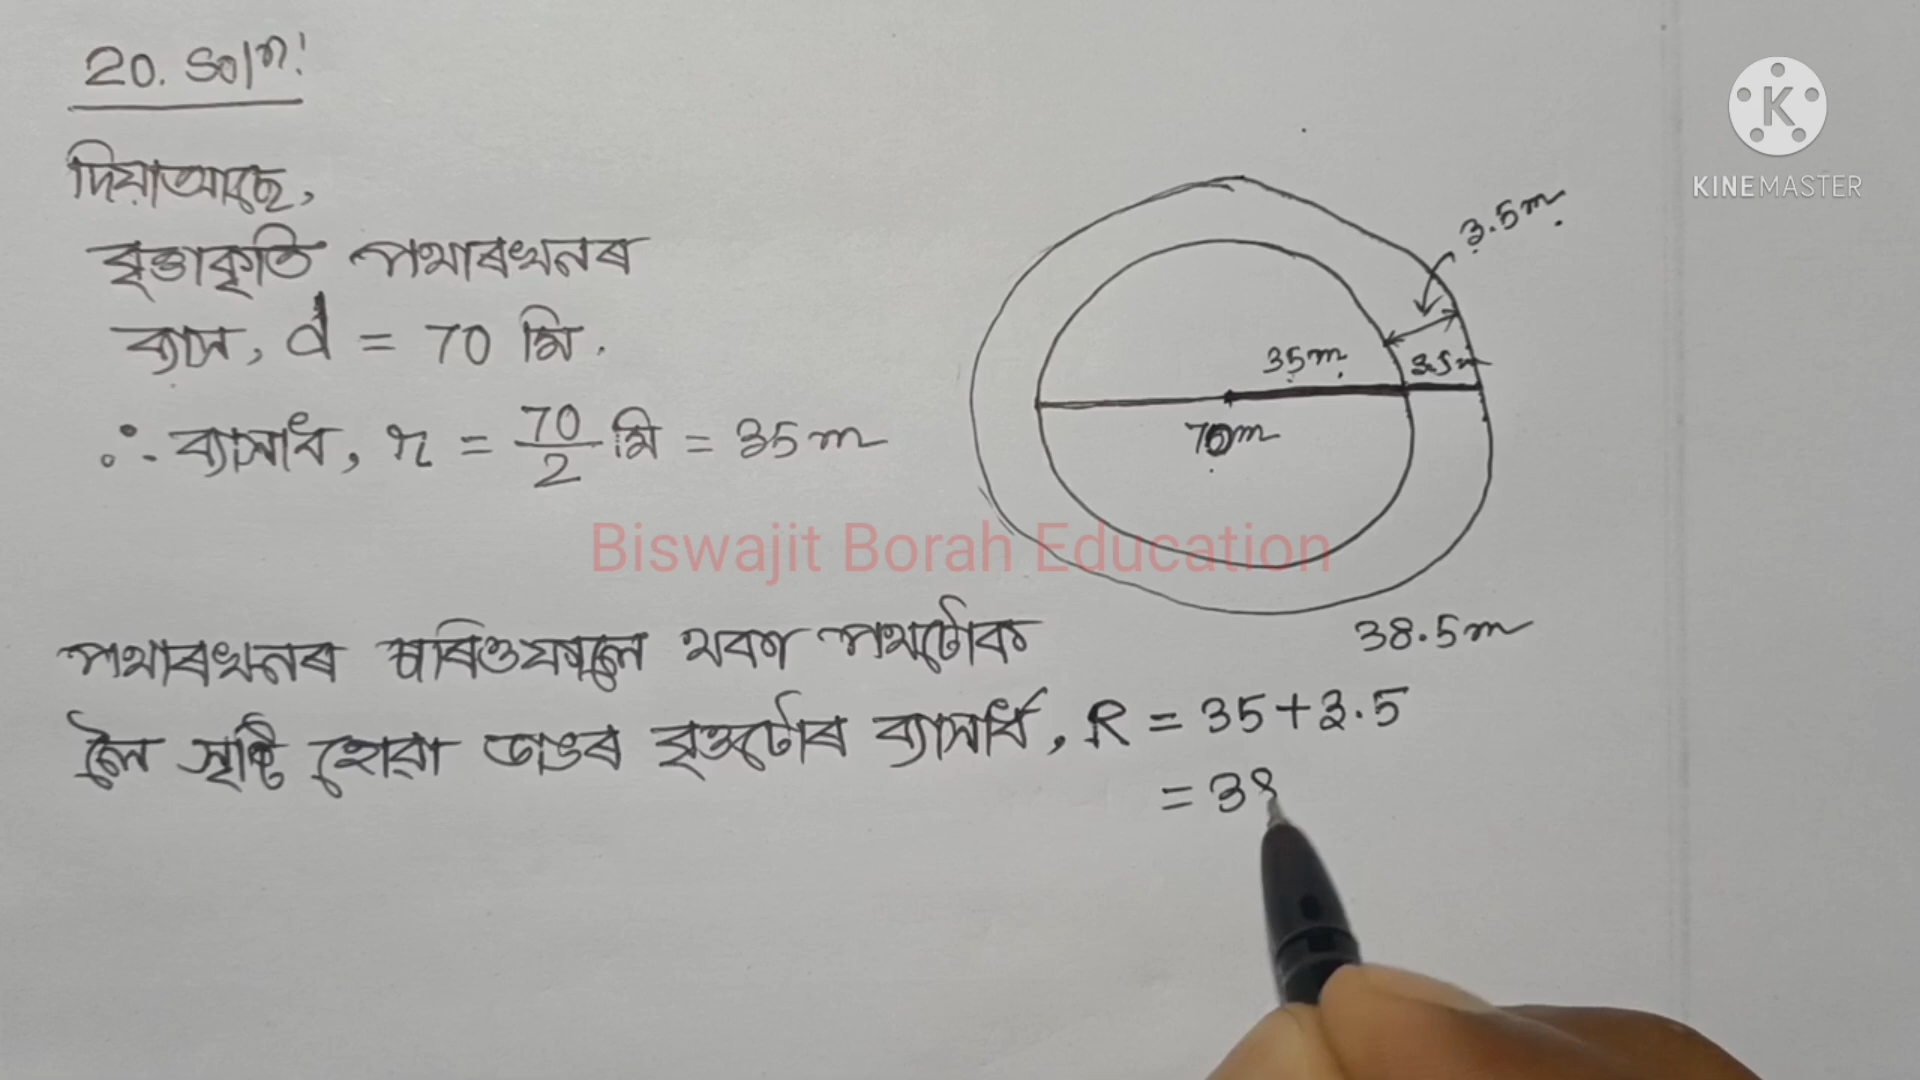 20. Soln!
দিয়া আছে,
বৃত্তাকৃতি পথাৰখনৰ
ব্যাস, d = 70 মি.
∴ ব্যাসাৰ্ধ, r = 70/2 মি = 35 m
3.5m
35m
3.5m
70m
Biswajit Borah Education
পথাৰখনৰ চাৰিওফালে থকা পথটোক
38.5m
লৈ সৃষ্টি হোৱা ডাঙৰ বৃত্তটোৰ ব্যাসাৰ্ধ, R = 35+3.5
= 38
K
KINEMASTER